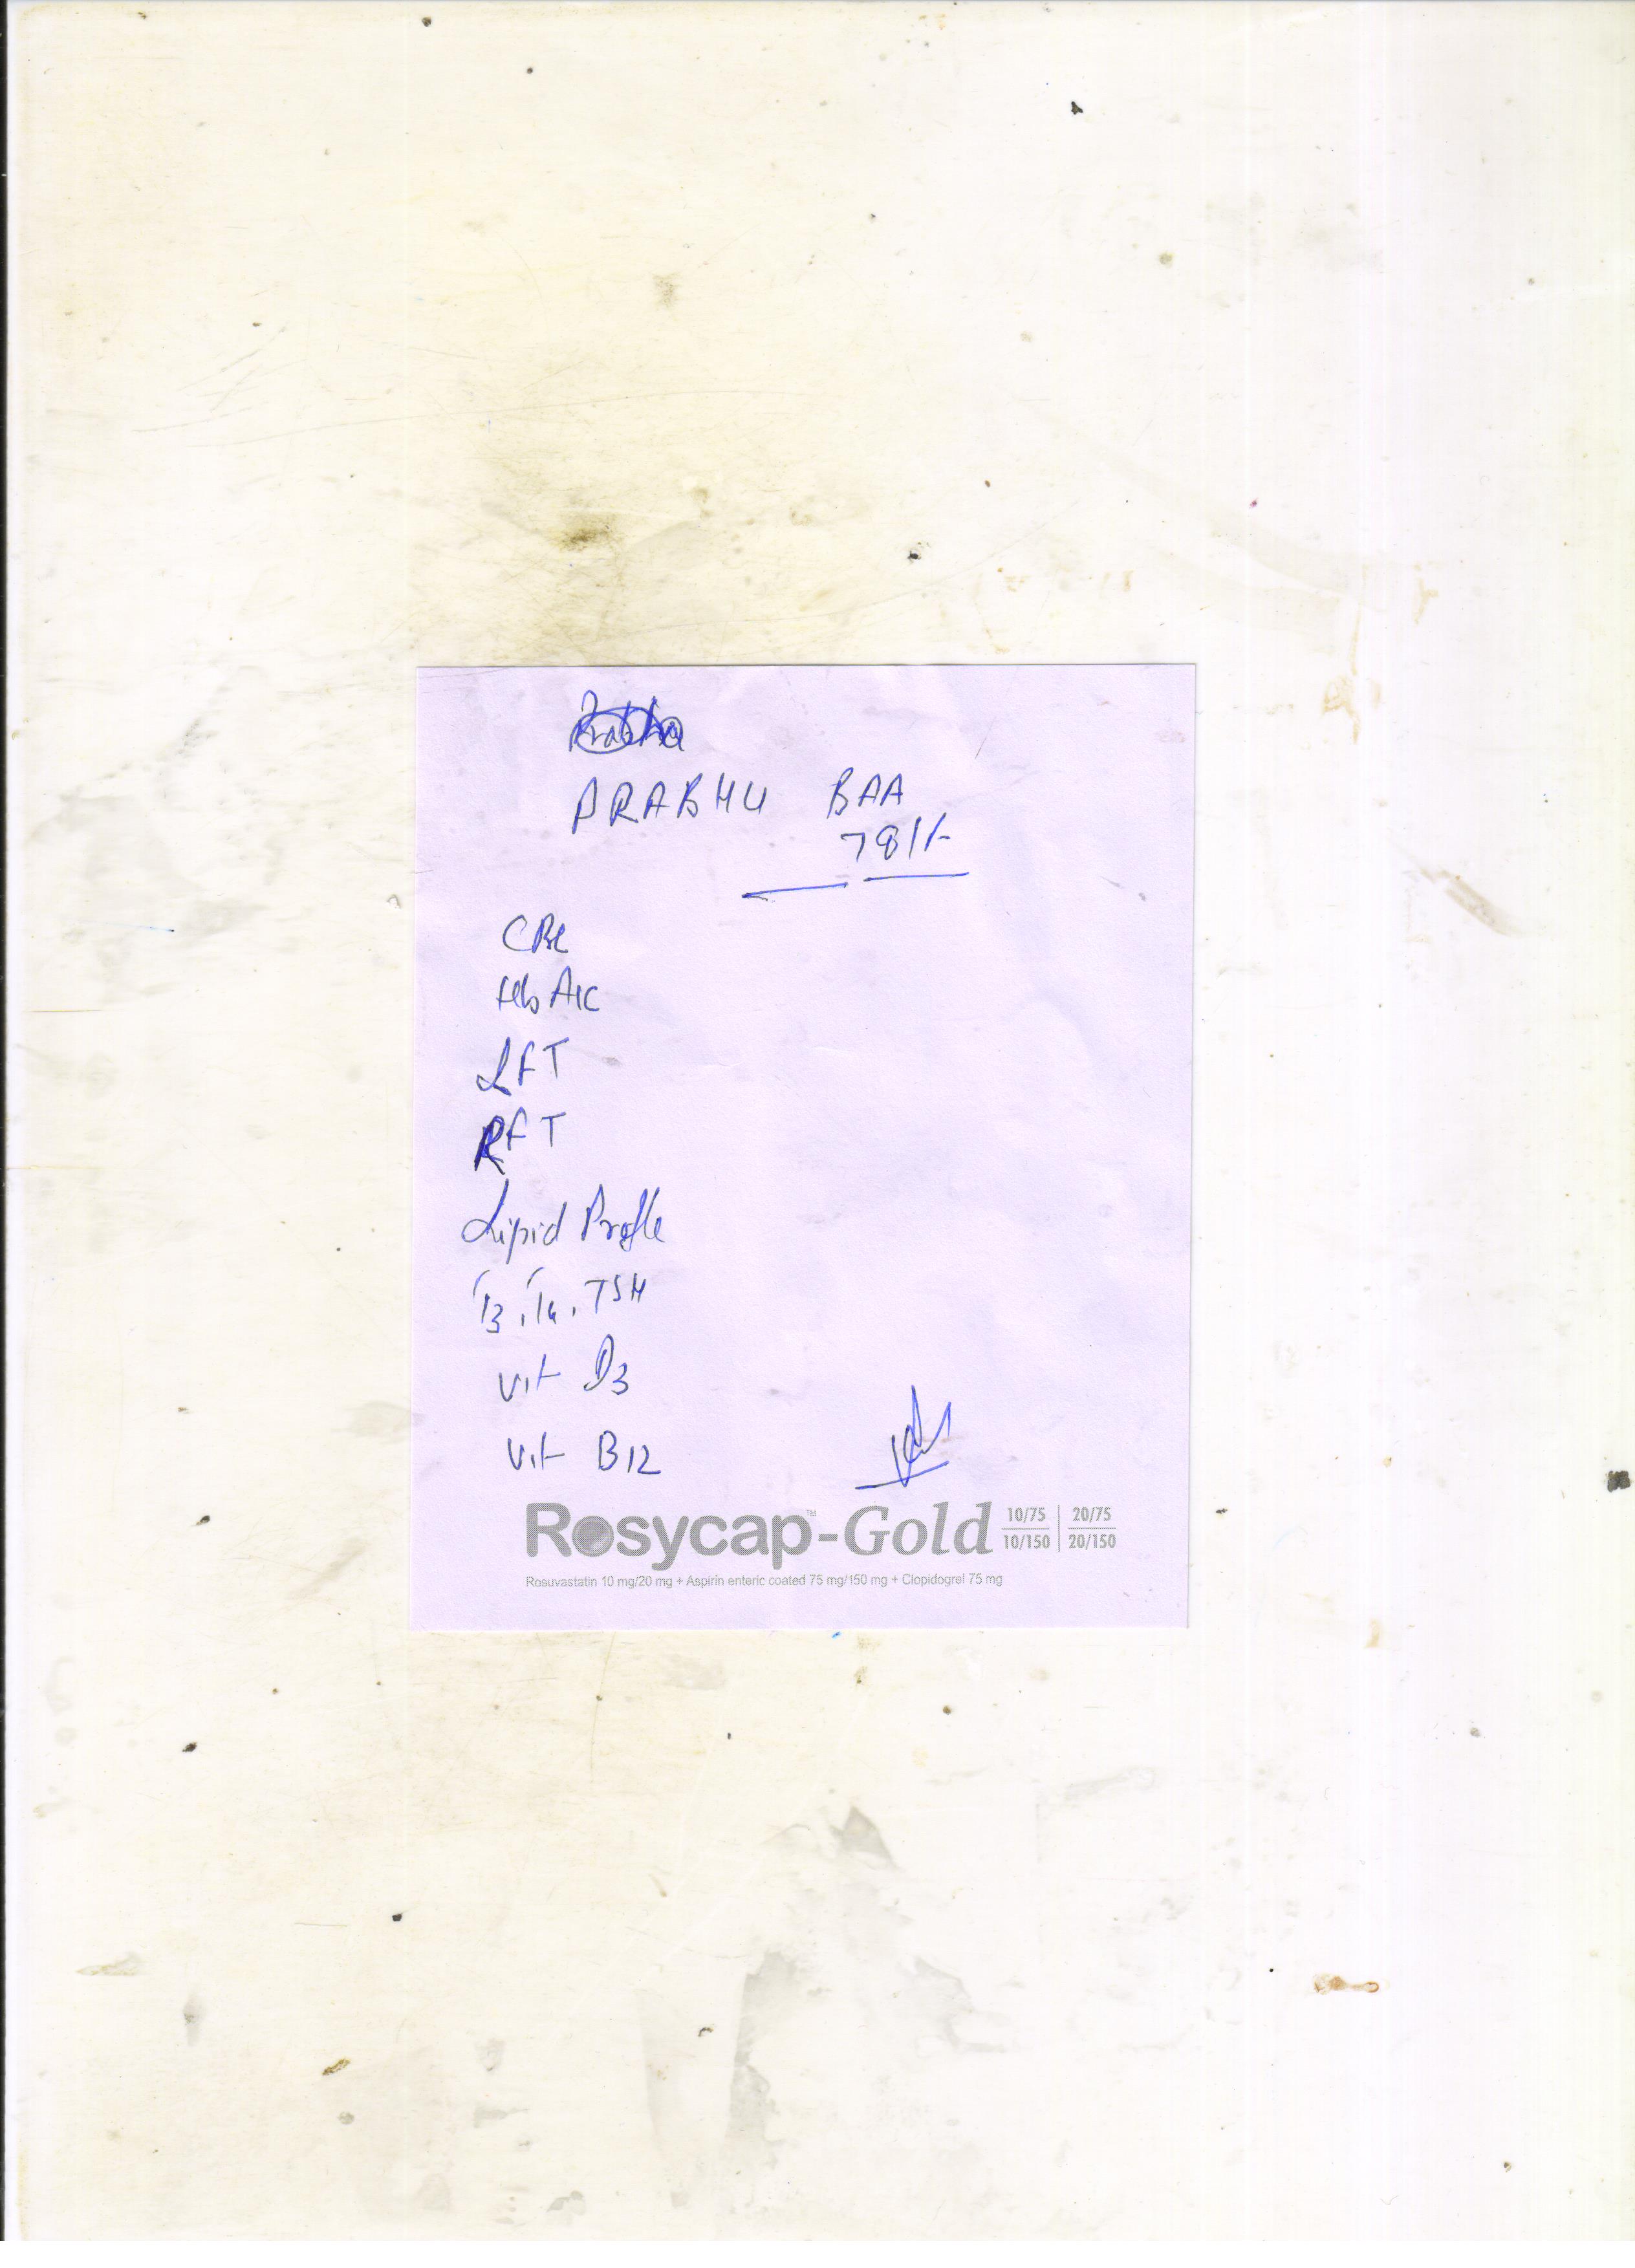 PRABHU BAA
78/F
CBC
Hb A1C
LFT
RFT
Lipid Profile
T3, T4, TSH
Vit D3
Vit B12
Rosycap™-Gold 10/75 10/150 | 20/75 20/150
Rosuvastatin 10 mg/20 mg + Aspirin enteric coated 75 mg/150 mg + Clopidogrel 75 mg